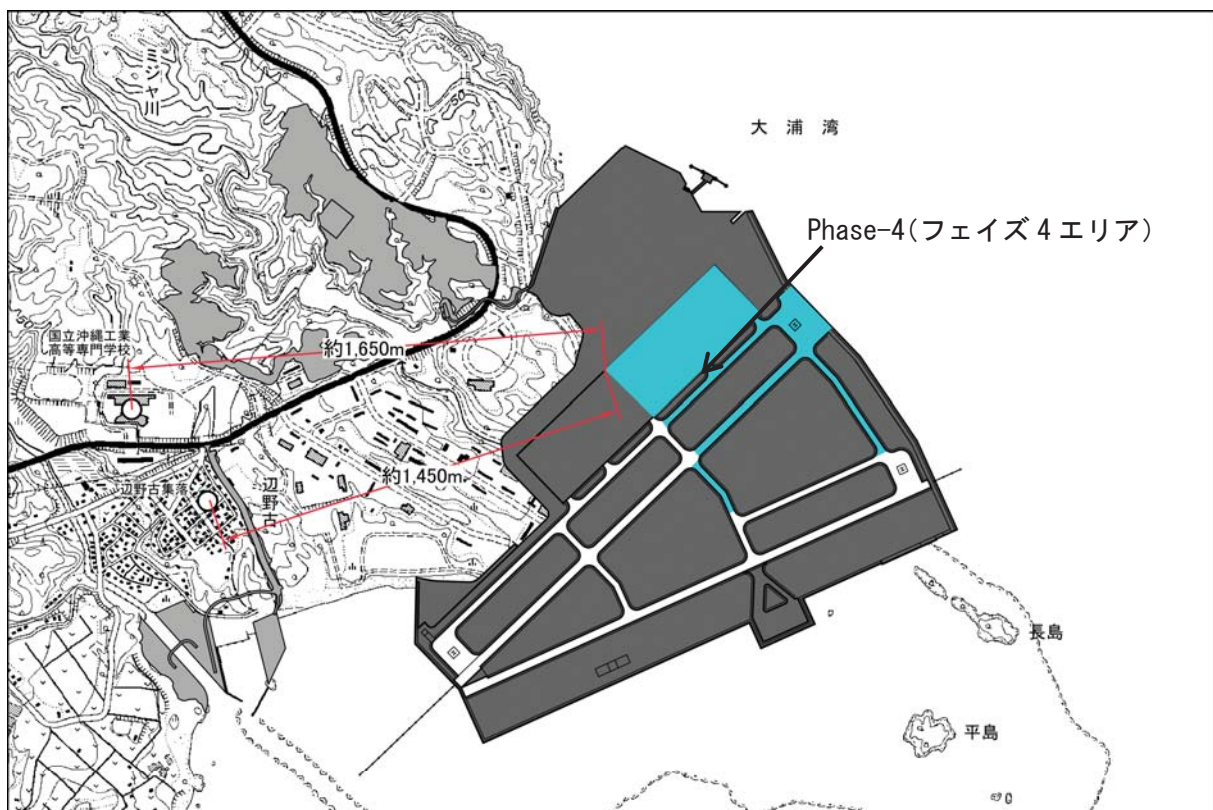 ミジャ川
50
大浦湾
Phase-4(フェイズ4エリア)
国立沖縄工業
高等専門学校
50
約1,650m
約1,450m
辺野古集落
辺野古
長島
平島